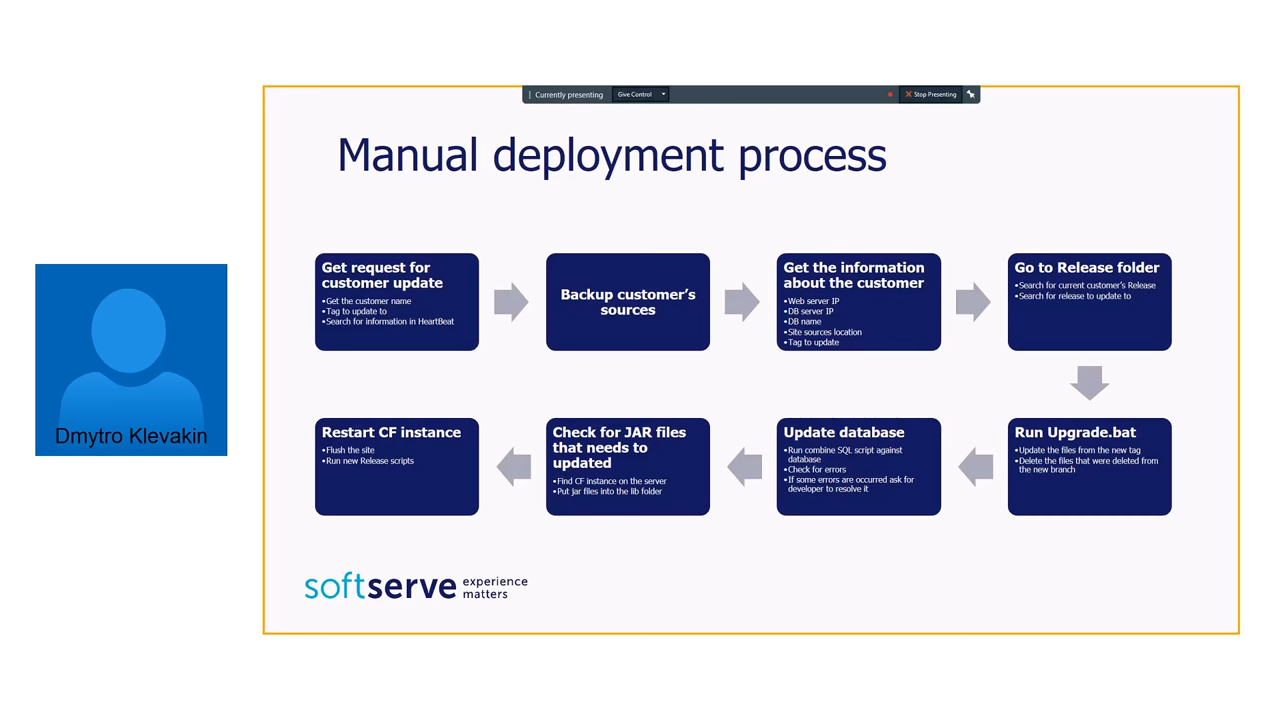 Currently presenting
Give Control
Stop Presenting
Manual deployment process
Get request for
customer update
•Get the customer name
•Tag to update to
•Search for information in HeartBeat
Backup customer's
sources
Get the information
about the customer
•Web server IP
•DB server IP
•DB name
•Site sources location
•Tag to update
Go to Release folder
•Search for current customer's Release
•Search for release to update to
Run Upgrade.bat
•Update the files from the new tag
•Delete the files that were deleted from
the new branch
Update database
•Run combine SQL script against
database
•Check for errors
•If some errors are occurred ask for
developer to resolve it
Check for JAR files
that needs to
updated
•Find CF instance on the server
•Put jar files into the lib folder
Restart CF instance
•Flush the site
•Run new Release scripts
Dmytro Klevakin
softserve experience
matters